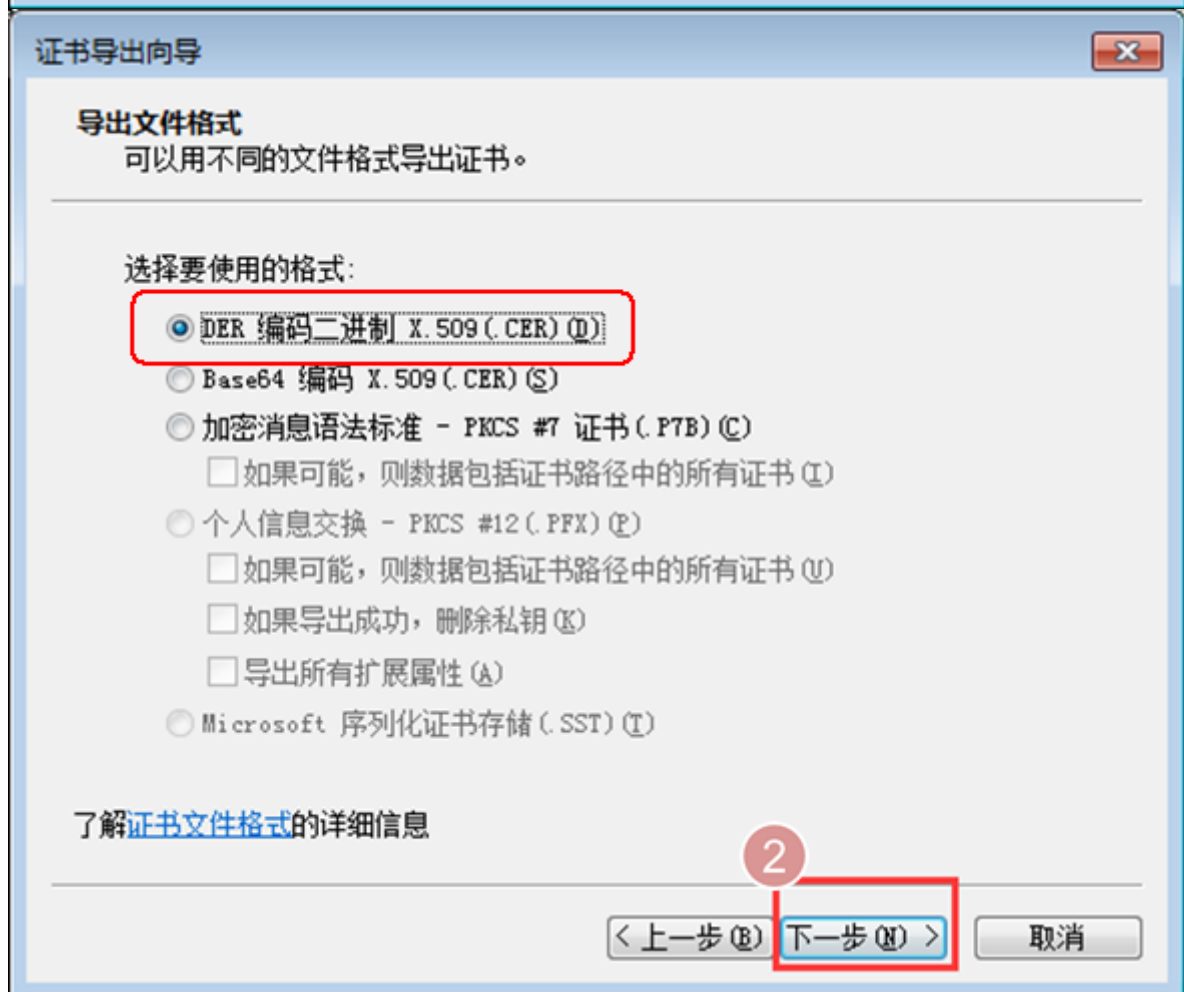 证书导出向导
导出文件格式
可以用不同的文件格式导出证书。
选择要使用的格式:
DER 编码二进制 X.509(.CER)(D)
Base64 编码 X.509(.CER)(S)
加密消息语法标准 - PKCS #7 证书(.P7B)(C)
如果可能，则数据包括证书路径中的所有证书(I)
个人信息交换 - PKCS #12(.PFX)(P)
如果可能，则数据包括证书路径中的所有证书(U)
如果导出成功，删除私钥(K)
导出所有扩展属性(A)
Microsoft 序列化证书存储(.SST)(T)
了解证书文件格式的详细信息
2
< 上一步(B) 下一步(N) > 取消